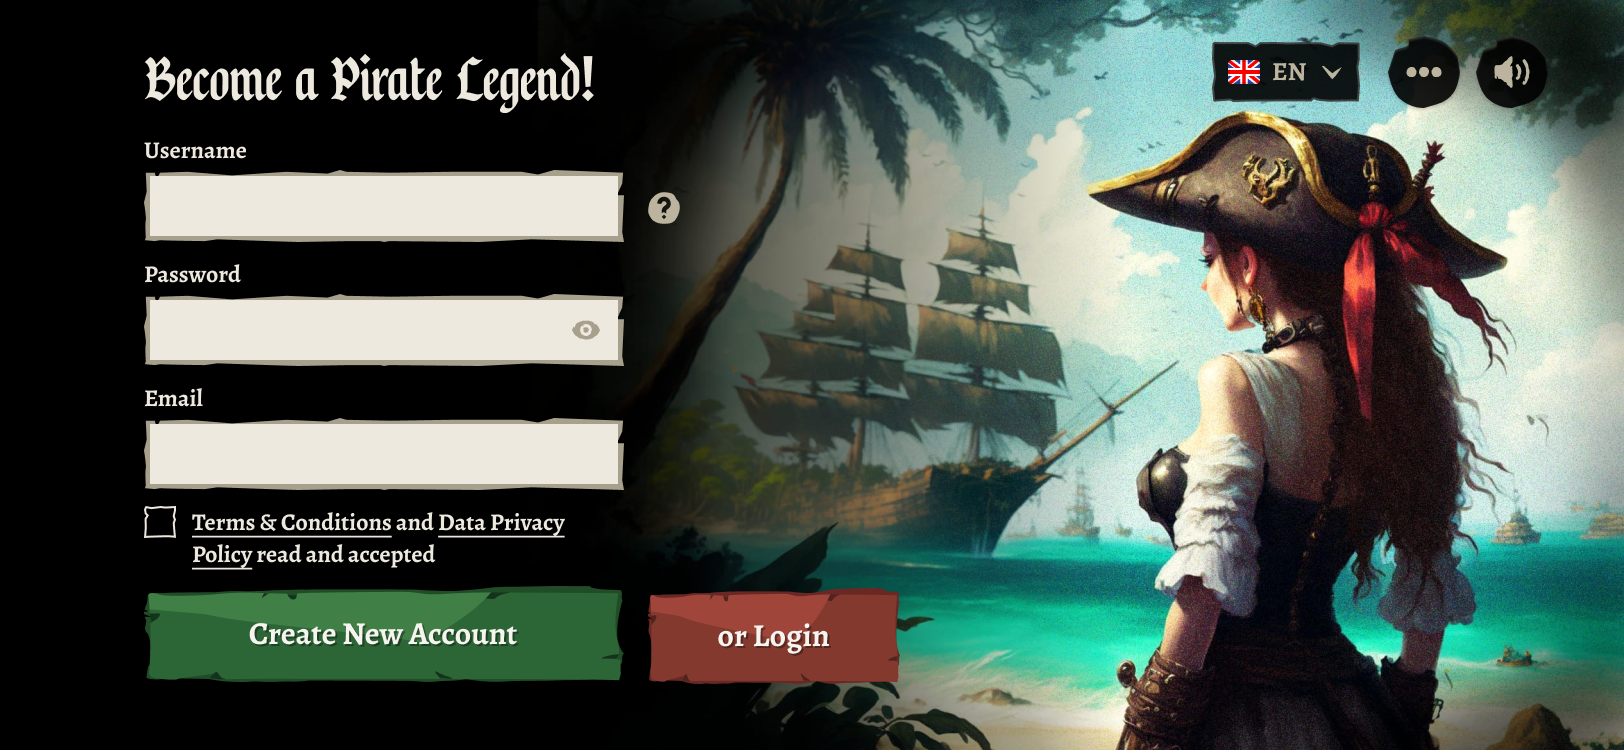 Become a Pirate Legend!
EN
Username
?
Password
Email
Terms & Conditions and Data Privacy
Policy read and accepted
Create New Account
or Login